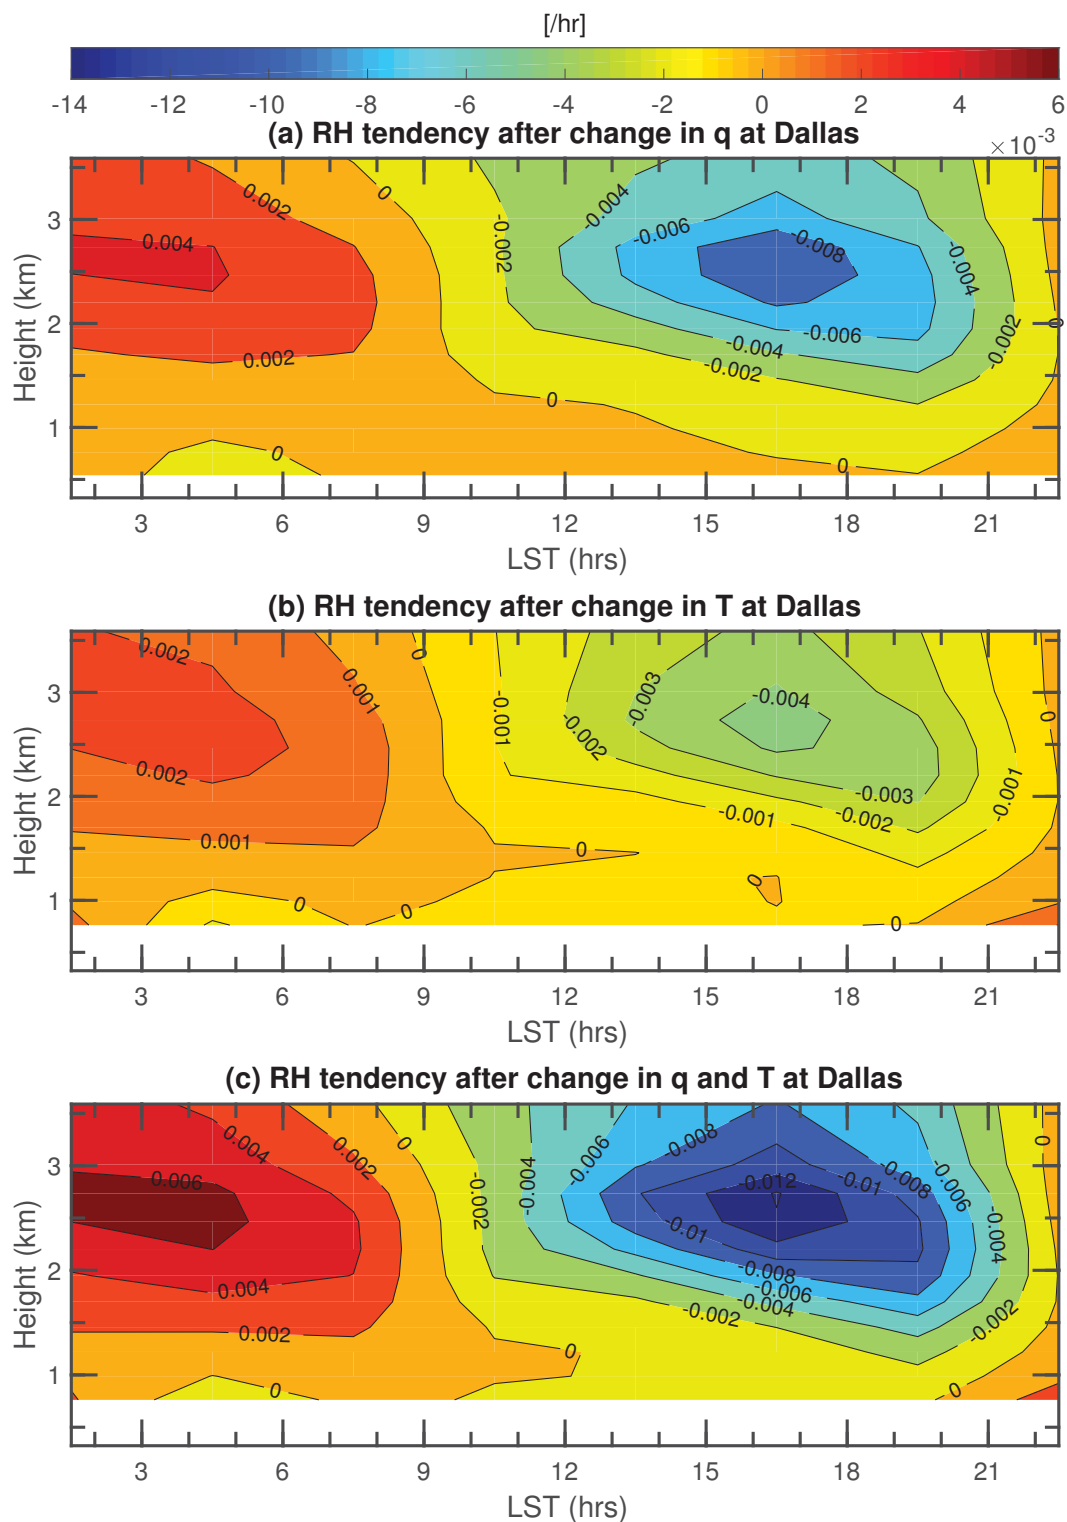 [/hr]
-14 -12 -10 -8 -6 -4 -2 0 2 4 6
×10-3
(a) RH tendency after change in q at Dallas
0.002 0 -0.004
3 -0.002 -0.006 -0.008
0.004 -0.004
Height (km)
2 0
-0.006 -0.002
0.002 -0.004
-0.002
0
1
0 0
3 6 9 12 15 18 21
LST (hrs)
(b) RH tendency after change in T at Dallas
0.002 0
3 0.001 -0.003 -0.004
-0.001 0
-0.002
Height (km)
0.002 -0.003 -0.001
2
-0.001 -0.002
0.001 0
0
1 0 0
0
3 6 9 12 15 18 21
LST (hrs)
(c) RH tendency after change in q and T at Dallas
0.004 0.002 0 -0.006 -0.008 0
3 -0.004 -0.008 -0.006
0.006 -0.002 -0.012 -0.01
-0.01 -0.004
Height (km)
2 -0.008
0.004 -0.006
-0.004
-0.002 -0.002
0.002
0
1
0 0
3 6 9 12 15 18 21
LST (hrs)